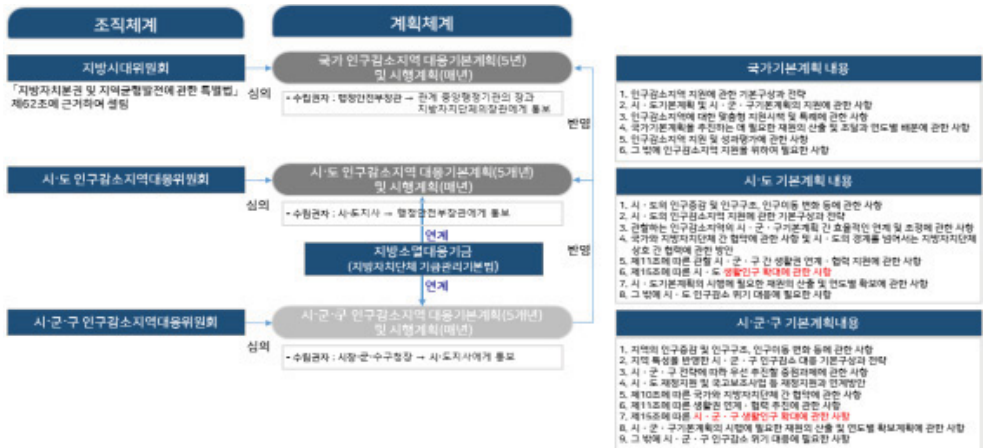 조직체계
계획체계
지방시대위원회
「지방자치분권 및 지역균형발전에 관한 특별법」
제62조에 근거하여 설립
심의
국가 인구감소지역 대응기본계획(5년)
및 시행계획(매년)
• 수립권자 : 행정안전부장관 → 관계 중앙행정기관의 장과
지방자치단체의장관에게 통보
반영
시·도 인구감소지역대응위원회
심의
시·도 인구감소지역 대응기본계획(5개년)
및 시행계획(매년)
• 수립권자 : 시·도지사 → 행정안전부장관에게 통보
연계
지방소멸대응기금
(지방자치단체 기금관리기본법)
연계
반영
시·군·구 인구감소지역대응위원회
심의
시·군·구 인구감소지역 대응기본계획(5개년)
및 시행계획(매년)
• 수립권자 : 시장·군·수구청장 → 시·도지사에게 통보
국가기본계획 내용
1. 인구감소지역 지원에 관한 기본구상과 전략
2. 시·도기본계획 및 시·군·구기본계획의 지원에 관한 사항
3. 인구감소지역에 대한 맞춤형 지원시책 및 특례에 관한 사항
4. 국가기본계획을 추진하는 데 필요한 재원의 산출 및 조달과 연도별 배분에 관한 사항
5. 인구감소지역 지원 및 성과평가에 관한 사항
6. 그 밖에 인구감소지역 지원을 위하여 필요한 사항
시·도 기본계획 내용
1. 시·도의 인구증감 및 인구구조, 인구이동 변화 등에 관한 사항
2. 시·도의 인구감소지역 지원에 관한 기본구상과 전략
3. 관할하는 인구감소지역의 시·군·구기본계획 간 효율적인 연계 및 조정에 관한 사항
4. 국가와 지방자치단체 간 협약에 관한 사항 및 시·도의 경계를 넘어서는 지방자치단체
상호 간 협력에 관한 방안
5. 제11조에 따른 관할 시·군·구 간 생활권 연계·협력 지원에 관한 사항
6. 제15조에 따른 시·도 생활인구 확대에 관한 사항
7. 시·도기본계획의 시행에 필요한 재원의 산출 및 연도별 확보에 관한 사항
8. 그 밖에 시·도 인구감소 위기 대응에 필요한 사항
시·군·구 기본계획내용
1. 지역의 인구증감 및 인구구조, 인구이동 변화 등에 관한 사항
2. 지역 특성을 반영한 시·군·구 인구감소 대응 기본구상과 전략
3. 시·군·구 전략에 따라 우선 추진할 중점과제에 관한 사항
4. 시·도 재정지원 및 국고보조사업 등 재정지원과 연계방안
5. 제10조에 따른 국가와 지방자치단체 간 협약에 관한 사항
6. 제11조에 따른 생활권 연계·협력 추진에 관한 사항
7. 제15조에 따른 시·군·구 생활인구 확대에 관한 사항
8. 시·군·구기본계획의 시행에 필요한 재원의 산출 및 연도별 확보계획에 관한 사항
9. 그 밖에 시·군·구 인구감소 위기 대응에 필요한 사항